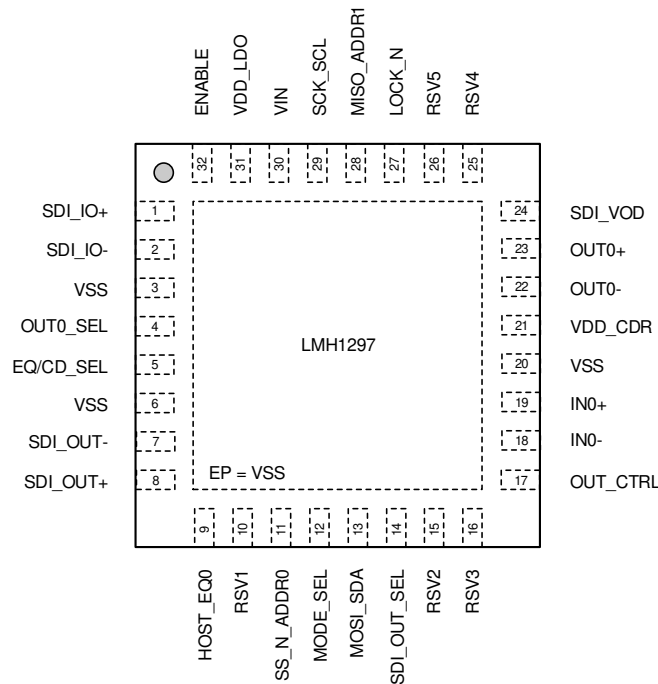 ENABLE
VDD_LDO
VIN
SCK_SCL
MISO_ADDR1
LOCK_N
RSV5
RSV4
32
31
30
29
28
27
26
25
SDI_IO+ 1
SDI_IO- 2
VSS 3
OUT0_SEL 4
EQ/CD_SEL 5
VSS 6
SDI_OUT- 7
SDI_OUT+ 8
24 SDI_VOD
23 OUT0+
22 OUT0-
21 VDD_CDR
20 VSS
19 IN0+
18 IN0-
17 OUT_CTRL
LMH1297
EP = VSS
9
10
11
12
13
14
15
16
HOST_EQ0
RSV1
SS_N_ADDR0
MODE_SEL
MOSI_SDA
SDI_OUT_SEL
RSV2
RSV3